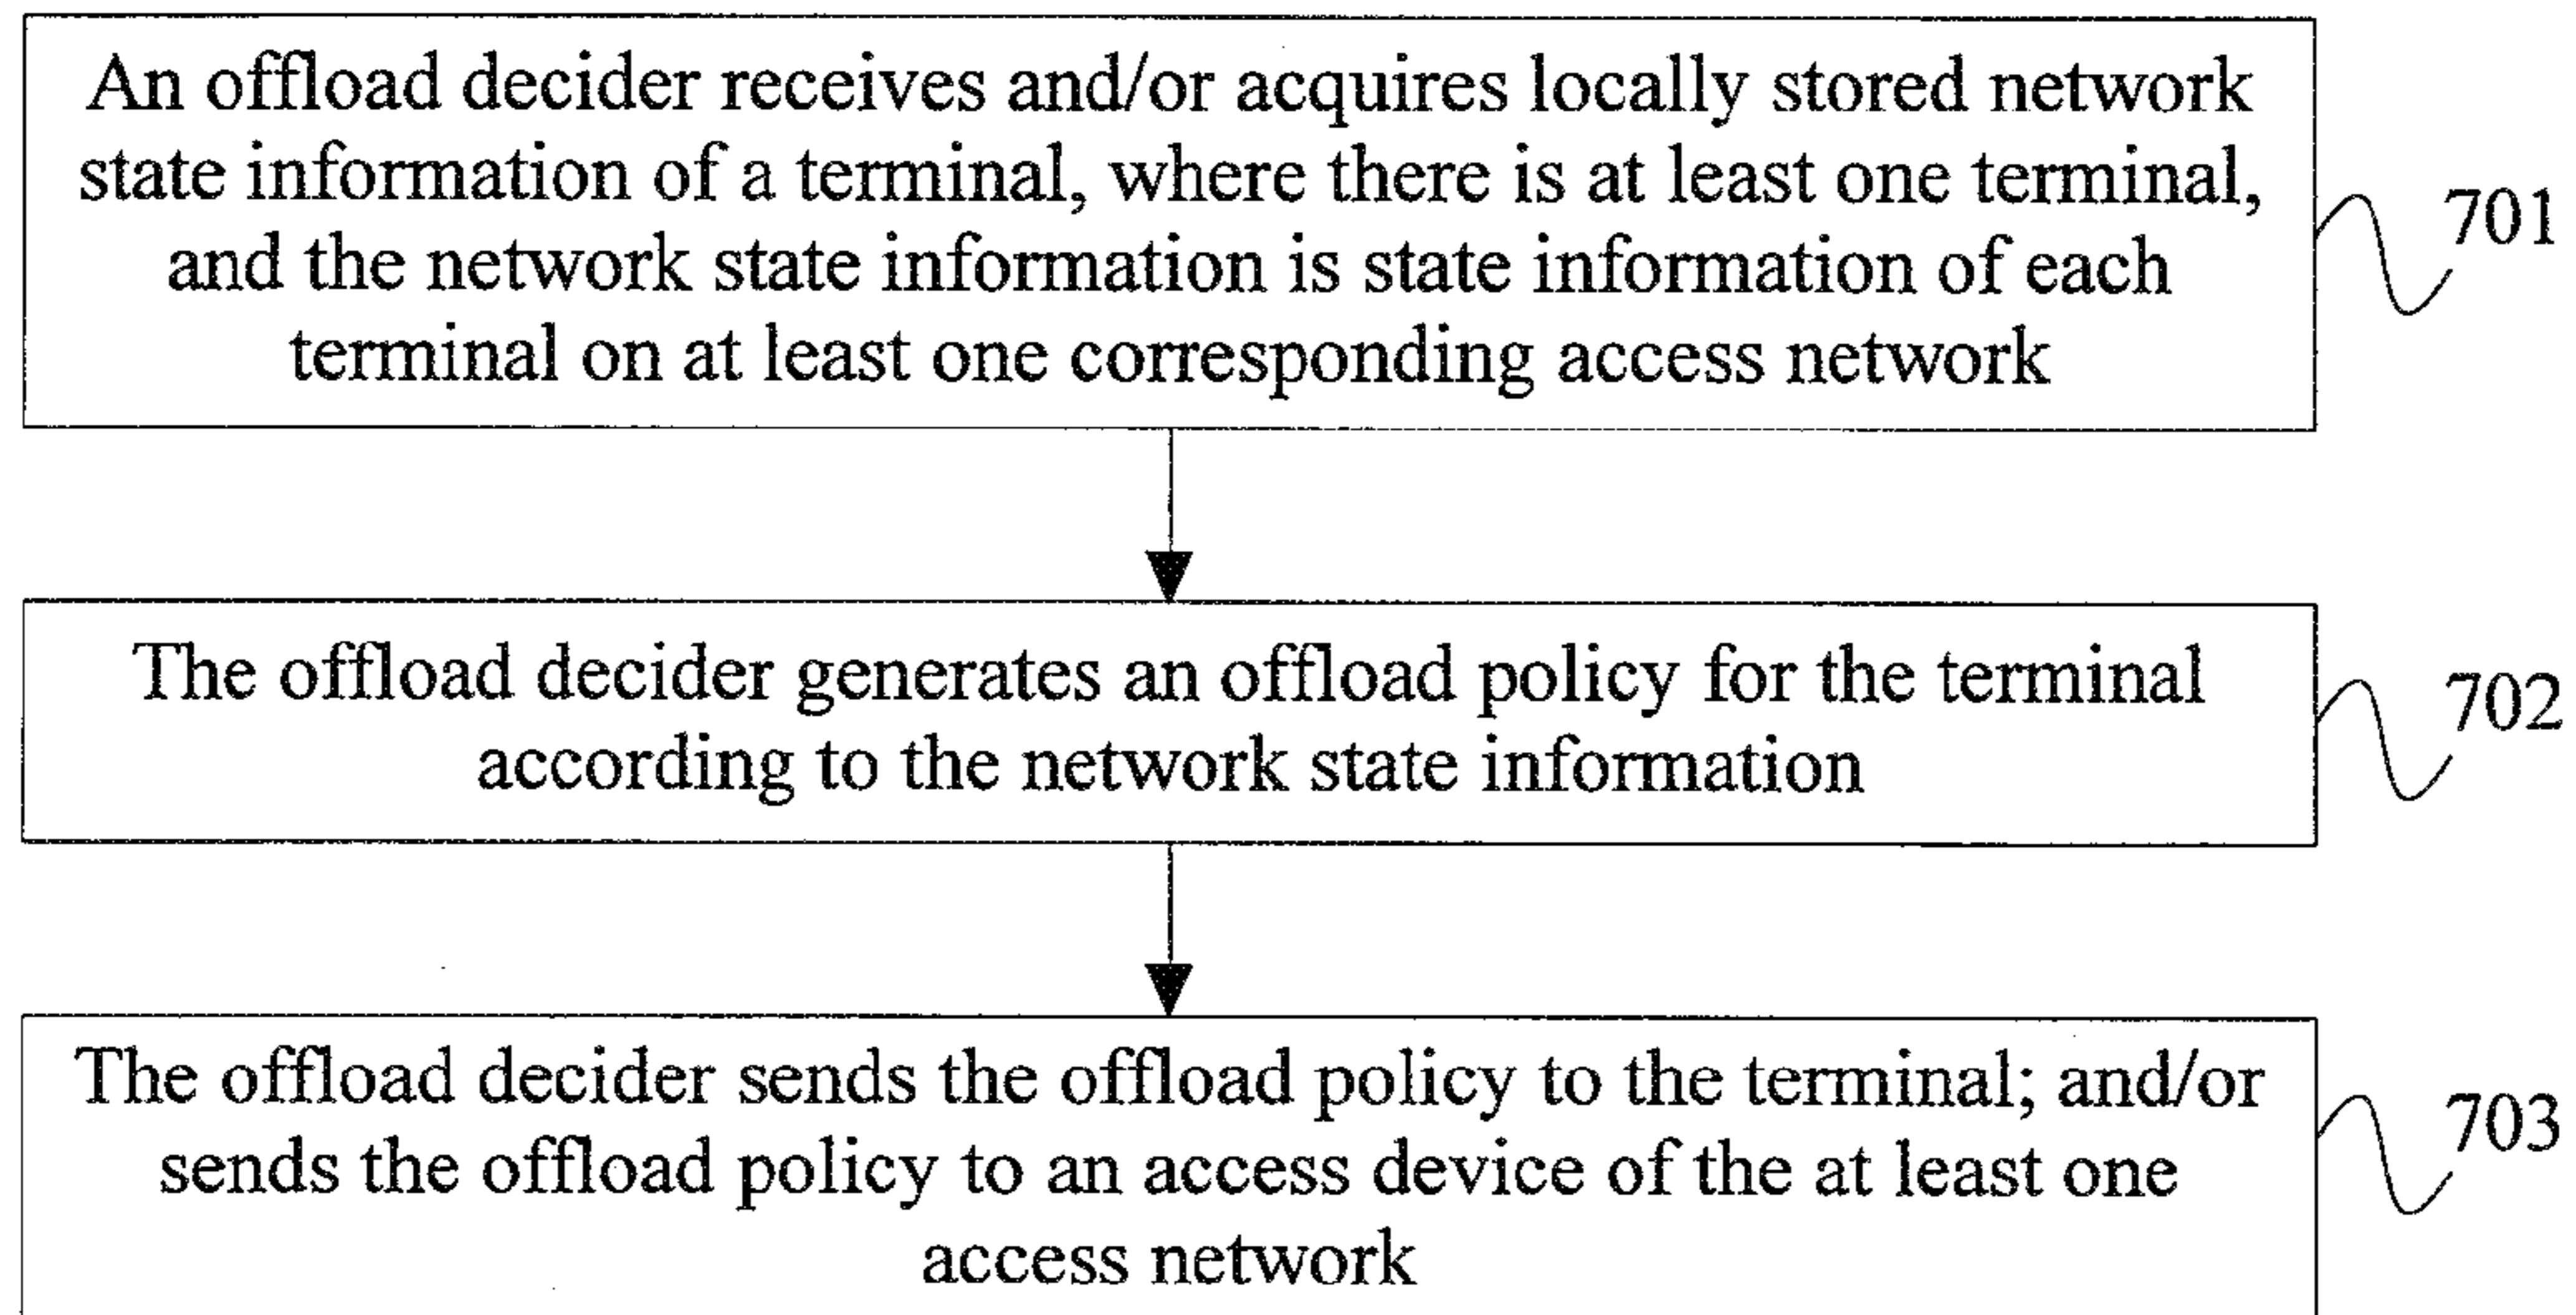 An offload decider receives and/or acquires locally stored network
state information of a terminal, where there is at least one terminal,
and the network state information is state information of each
terminal on at least one corresponding access network
701
The offload decider generates an offload policy for the terminal
according to the network state information
702
The offload decider sends the offload policy to the terminal; and/or
sends the offload policy to an access device of the at least one
access network
703